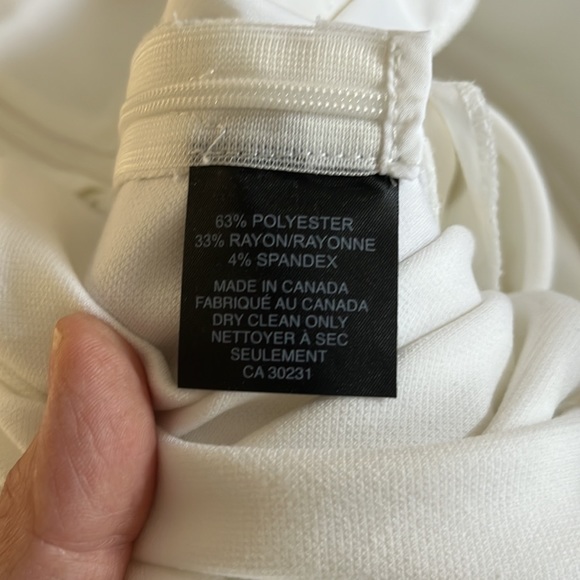 63% POLYESTER
33% RAYON/RAYONNE
4% SPANDEX
MADE IN CANADA
FABRIQUÉ AU CANADA
DRY CLEAN ONLY
NETTOYER À SEC
SEULEMENT
CA 30231